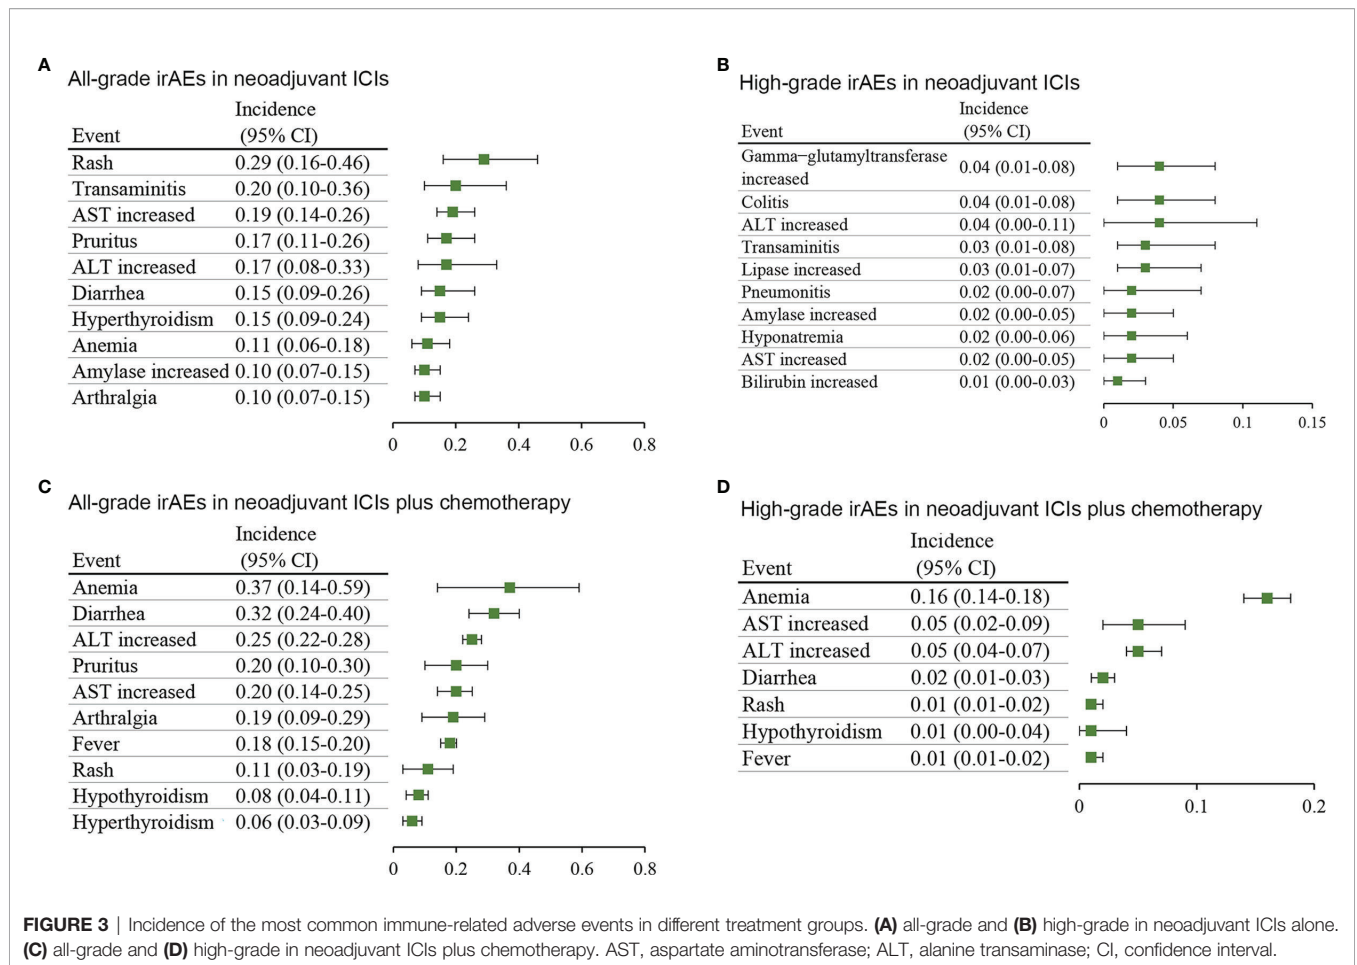 A
All-grade irAEs in neoadjuvant ICIs
Incidence
Event (95% CI)
Rash 0.29 (0.16-0.46)
Transaminitis 0.20 (0.10-0.36)
AST increased 0.19 (0.14-0.26)
Pruritus 0.17 (0.11-0.26)
ALT increased 0.17 (0.08-0.33)
Diarrhea 0.15 (0.09-0.26)
Hyperthyroidism 0.15 (0.09-0.24)
Anemia 0.11 (0.06-0.18)
Amylase increased 0.10 (0.07-0.15)
Arthralgia 0.10 (0.07-0.15)
0 0.2 0.4 0.6 0.8
B
High-grade irAEs in neoadjuvant ICIs
Incidence
Event (95% CI)
Gamma−glutamyltransferase
increased 0.04 (0.01-0.08)
Colitis 0.04 (0.01-0.08)
ALT increased 0.04 (0.00-0.11)
Transaminitis 0.03 (0.01-0.08)
Lipase increased 0.03 (0.01-0.07)
Pneumonitis 0.02 (0.00-0.07)
Amylase increased 0.02 (0.00-0.05)
Hyponatremia 0.02 (0.00-0.06)
AST increased 0.02 (0.00-0.05)
Bilirubin increased 0.01 (0.00-0.03)
0 0.05 0.1 0.15
C
All-grade irAEs in neoadjuvant ICIs plus chemotherapy
Incidence
Event (95% CI)
Anemia 0.37 (0.14-0.59)
Diarrhea 0.32 (0.24-0.40)
ALT increased 0.25 (0.22-0.28)
Pruritus 0.20 (0.10-0.30)
AST increased 0.20 (0.14-0.25)
Arthralgia 0.19 (0.09-0.29)
Fever 0.18 (0.15-0.20)
Rash 0.11 (0.03-0.19)
Hypothyroidism 0.08 (0.04-0.11)
Hyperthyroidism 0.06 (0.03-0.09)
0 0.2 0.4 0.6 0.8
D
High-grade irAEs in neoadjuvant ICIs plus chemotherapy
Incidence
Event (95% CI)
Anemia 0.16 (0.14-0.18)
AST increased 0.05 (0.02-0.09)
ALT increased 0.05 (0.04-0.07)
Diarrhea 0.02 (0.01-0.03)
Rash 0.01 (0.01-0.02)
Hypothyroidism 0.01 (0.00-0.04)
Fever 0.01 (0.01-0.02)
0 0.1 0.2
FIGURE 3 | Incidence of the most common immune-related adverse events in different treatment groups. (A) all-grade and (B) high-grade in neoadjuvant ICIs alone.
(C) all-grade and (D) high-grade in neoadjuvant ICIs plus chemotherapy. AST, aspartate aminotransferase; ALT, alanine transaminase; CI, confidence interval.